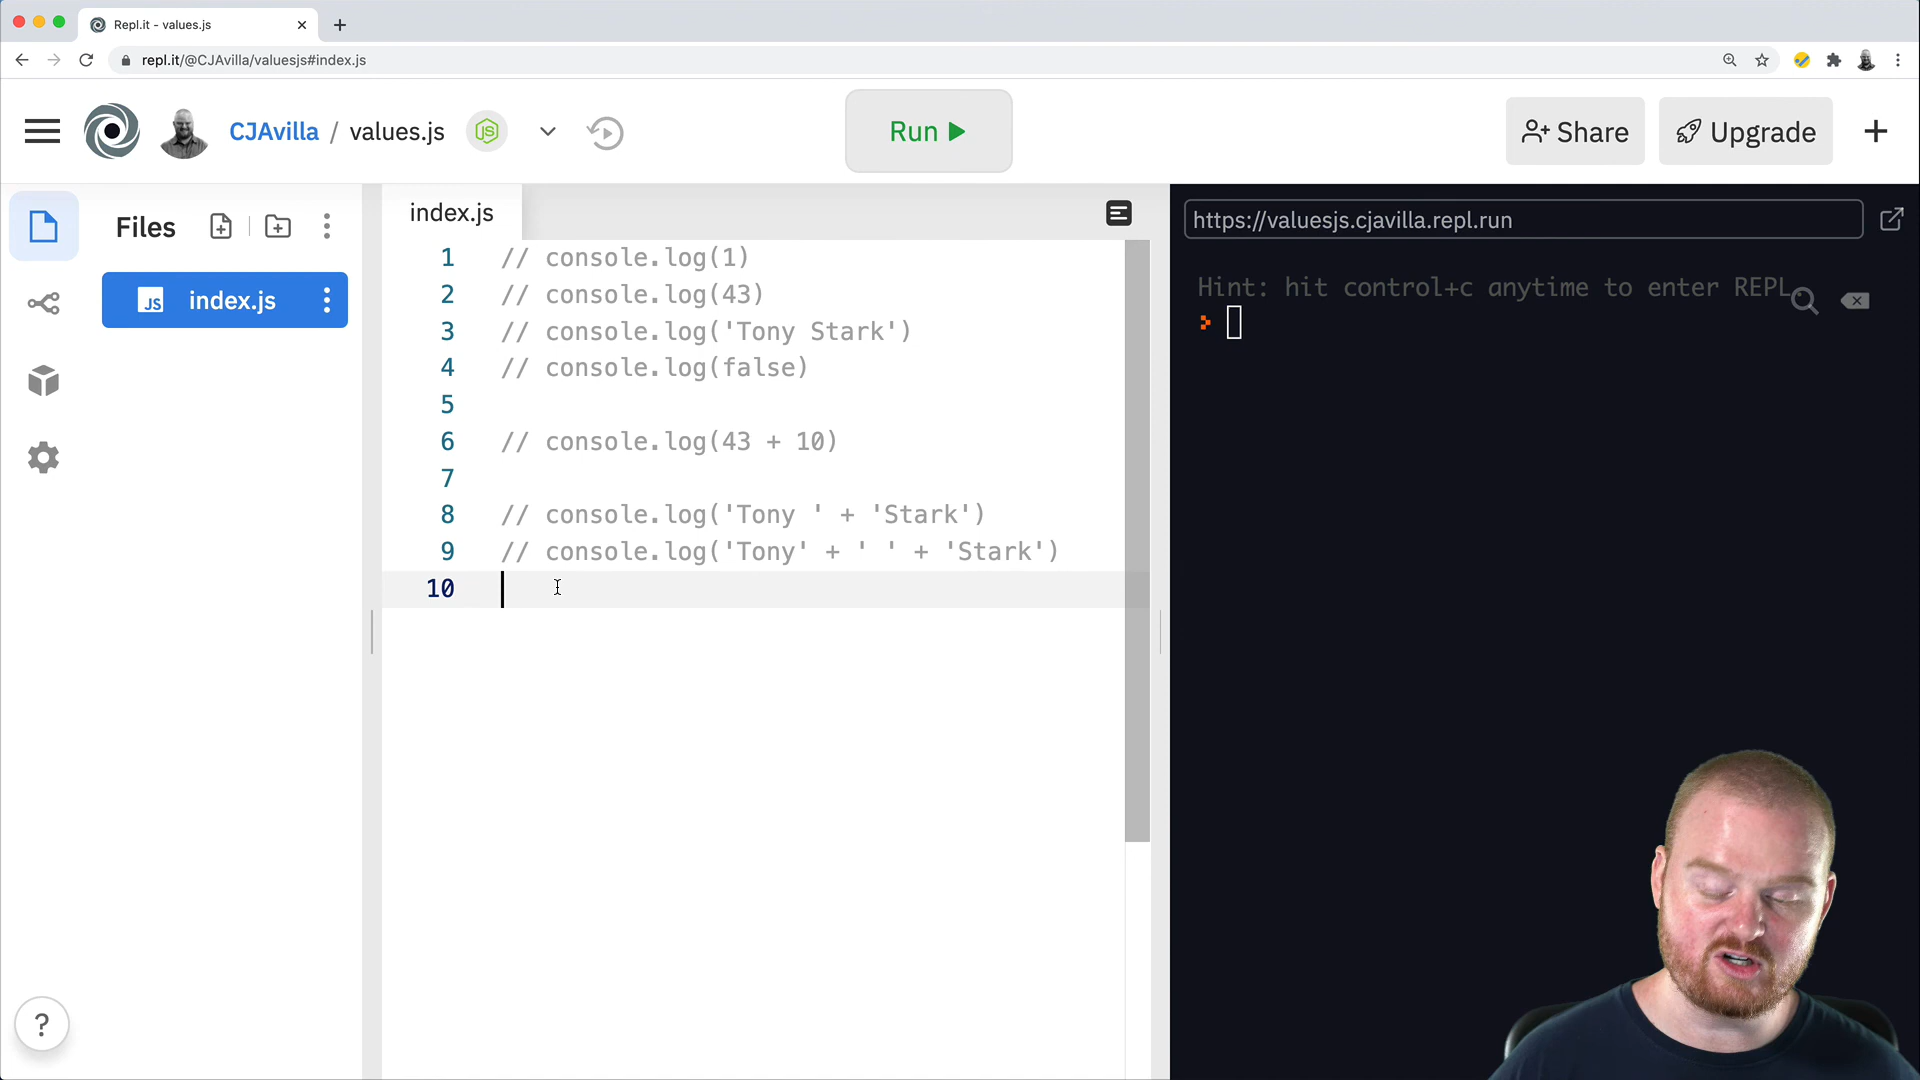 Repl.it - values.js
repl.it/@CJAvilla/valuesjs#index.js
CJAvilla / values.js
JS
Run
Share
Upgrade
Files
JS index.js
index.js
1 // console.log(1)
2 // console.log(43)
3 // console.log('Tony Stark')
4 // console.log(false)
5
6 // console.log(43 + 10)
7
8 // console.log('Tony ' + 'Stark')
9 // console.log('Tony' + ' ' + 'Stark')
10
https://valuesjs.cjavilla.repl.run
Hint: hit control+c anytime to enter REPL.
?